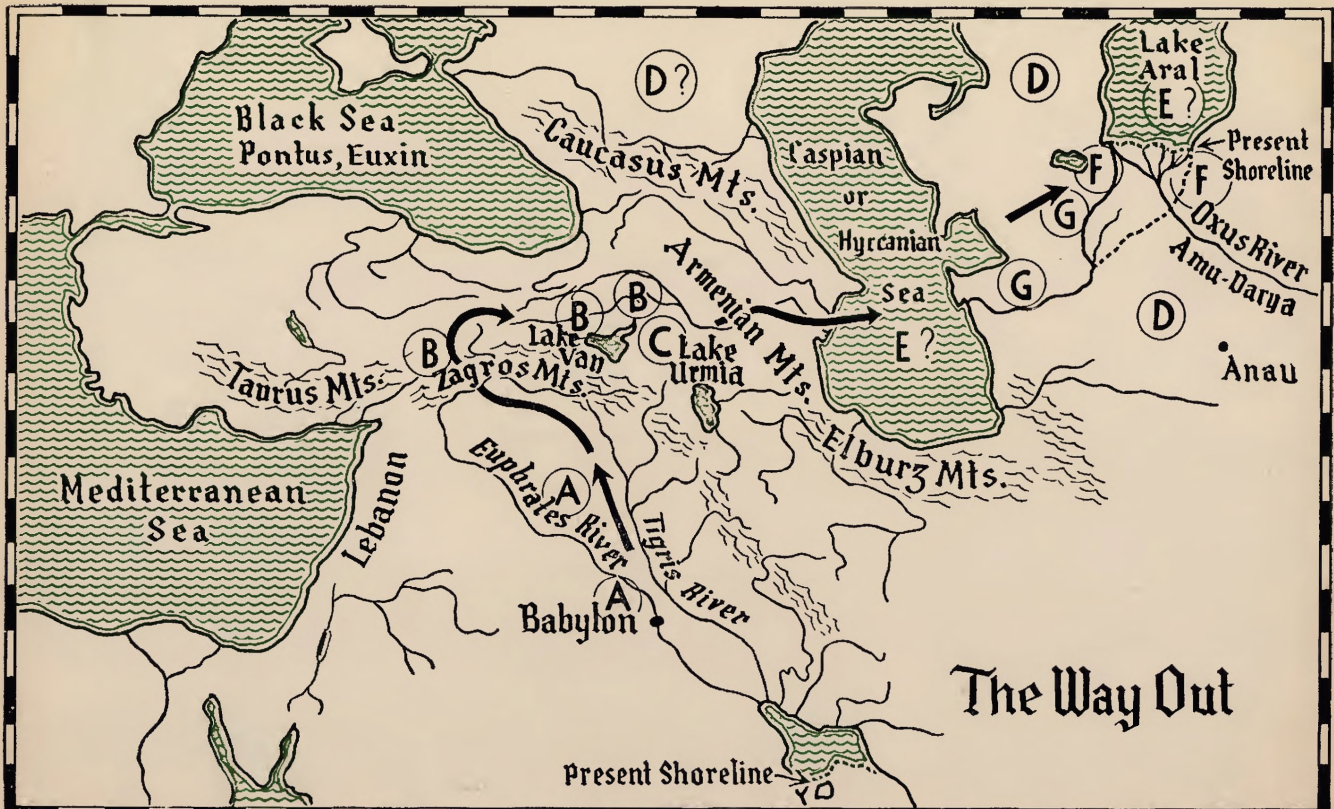 Black Sea
Pontus, Euxin
D?
Caucasus Mts.
Caspian
or
Hyrcanian
Sea
E?
D
Lake
Aral
E?
Present
Shoreline
F
F
G
G
Oxus River
Amu-Darya
D
Anau
Armenian Mts.
B
B
B
Lake
Van
C
Lake
Urmia
Taurus Mts.
Zagros Mts.
Elburz Mts.
Mediterranean
Sea
Lebanon
Euphrates River
A
Tigris River
A
Babylon
The Way Out
Present Shoreline